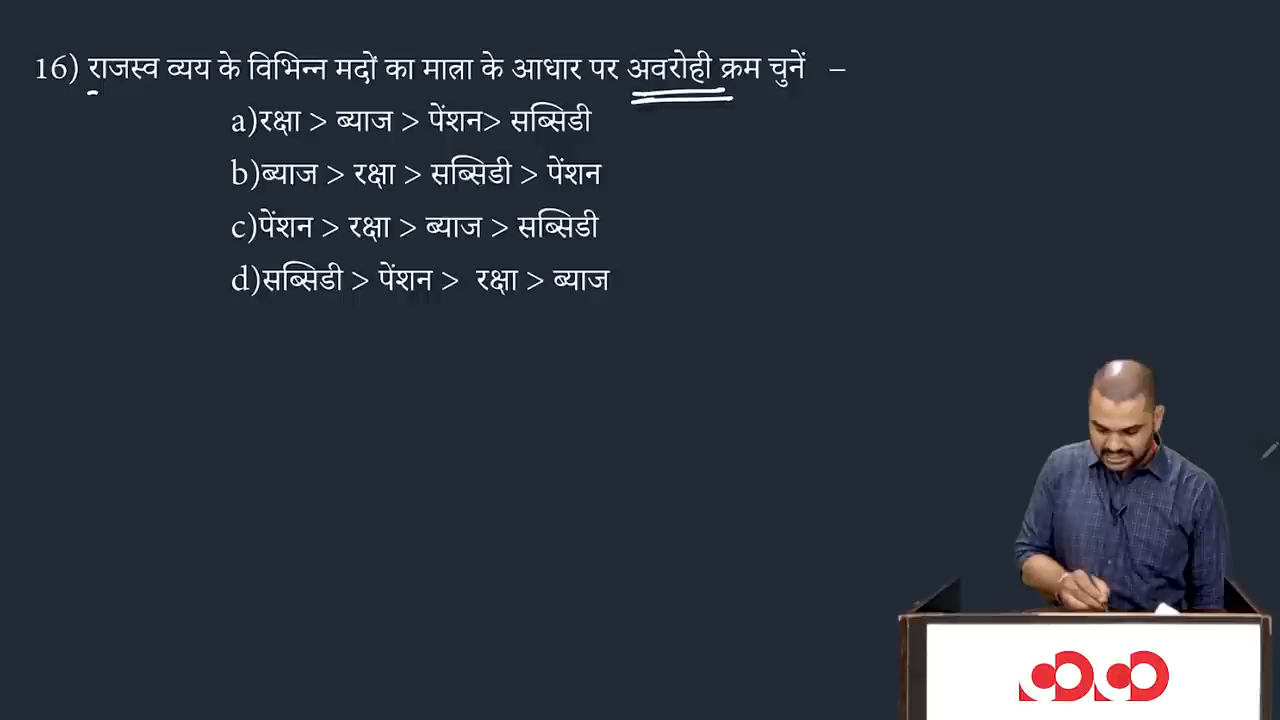 16) राजस्व व्यय के विभिन्न मदों का मात्रा के आधार पर अवरोही क्रम चुनें –
a)रक्षा > ब्याज > पेंशन> सब्सिडी
b)ब्याज > रक्षा > सब्सिडी > पेंशन
c)पेंशन > रक्षा > ब्याज > सब्सिडी
d)सब्सिडी > पेंशन > रक्षा > ब्याज